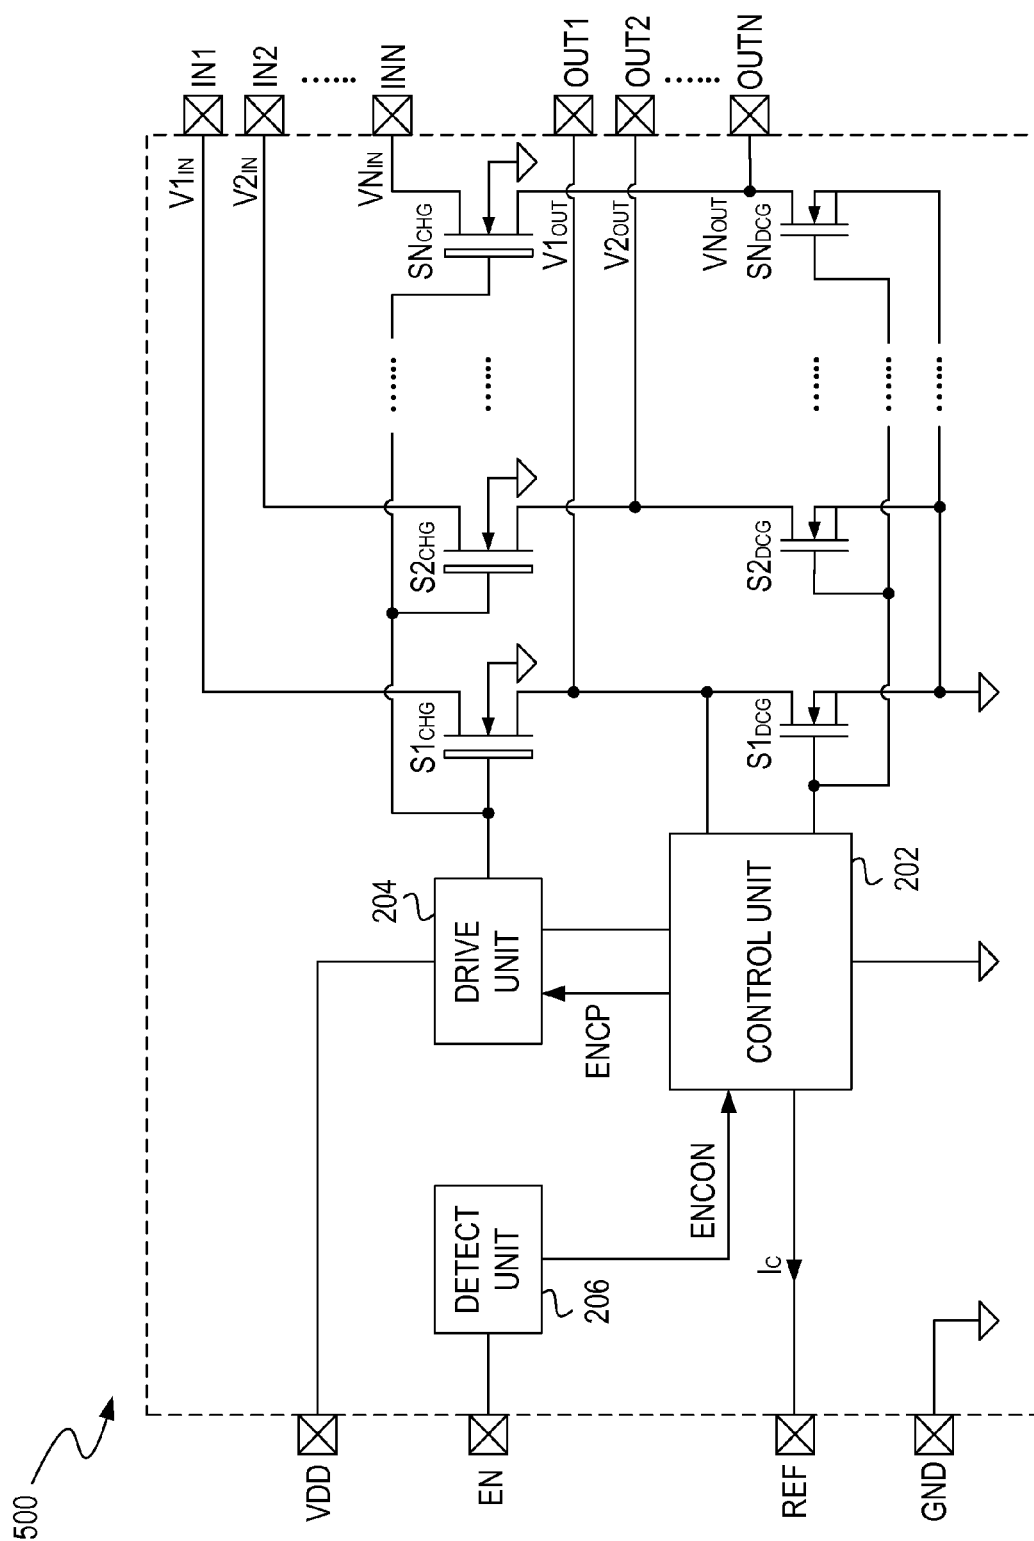 500
VDD
EN
REF
GND
DETECT
UNIT
206
ENCON
IC
DRIVE
UNIT
204
ENCP
CONTROL UNIT
202
S1CHG
S2CHG
SNCHG
S1DCG
S2DCG
SNDCG
V1IN
V2IN
VNIN
V1OUT
V2OUT
VNOUT
IN1
IN2
......
INN
OUT1
OUT2
......
OUTN
......
......
......
......
......